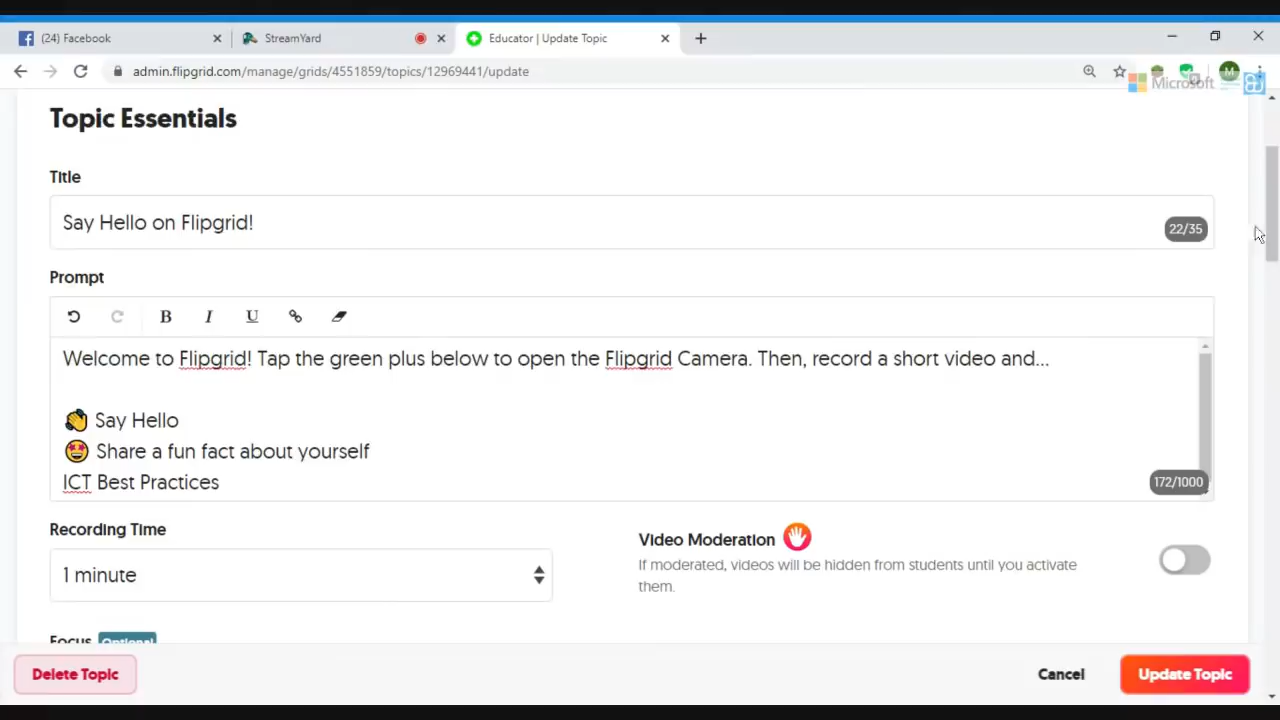 (24) Facebook
StreamYard
Educator | Update Topic
admin.flipgrid.com/manage/grids/4551859/topics/12969441/update
M
Microsoft
Topic Essentials
Title
Say Hello on Flipgrid!
22/35
Prompt
B I U
Welcome to Flipgrid! Tap the green plus below to open the Flipgrid Camera. Then, record a short video and...
👏 Say Hello
🤩 Share a fun fact about yourself
ICT Best Practices
172/1000
Recording Time
1 minute
Video Moderation
If moderated, videos will be hidden from students until you activate
them.
Focus Optional
Delete Topic
Cancel
Update Topic